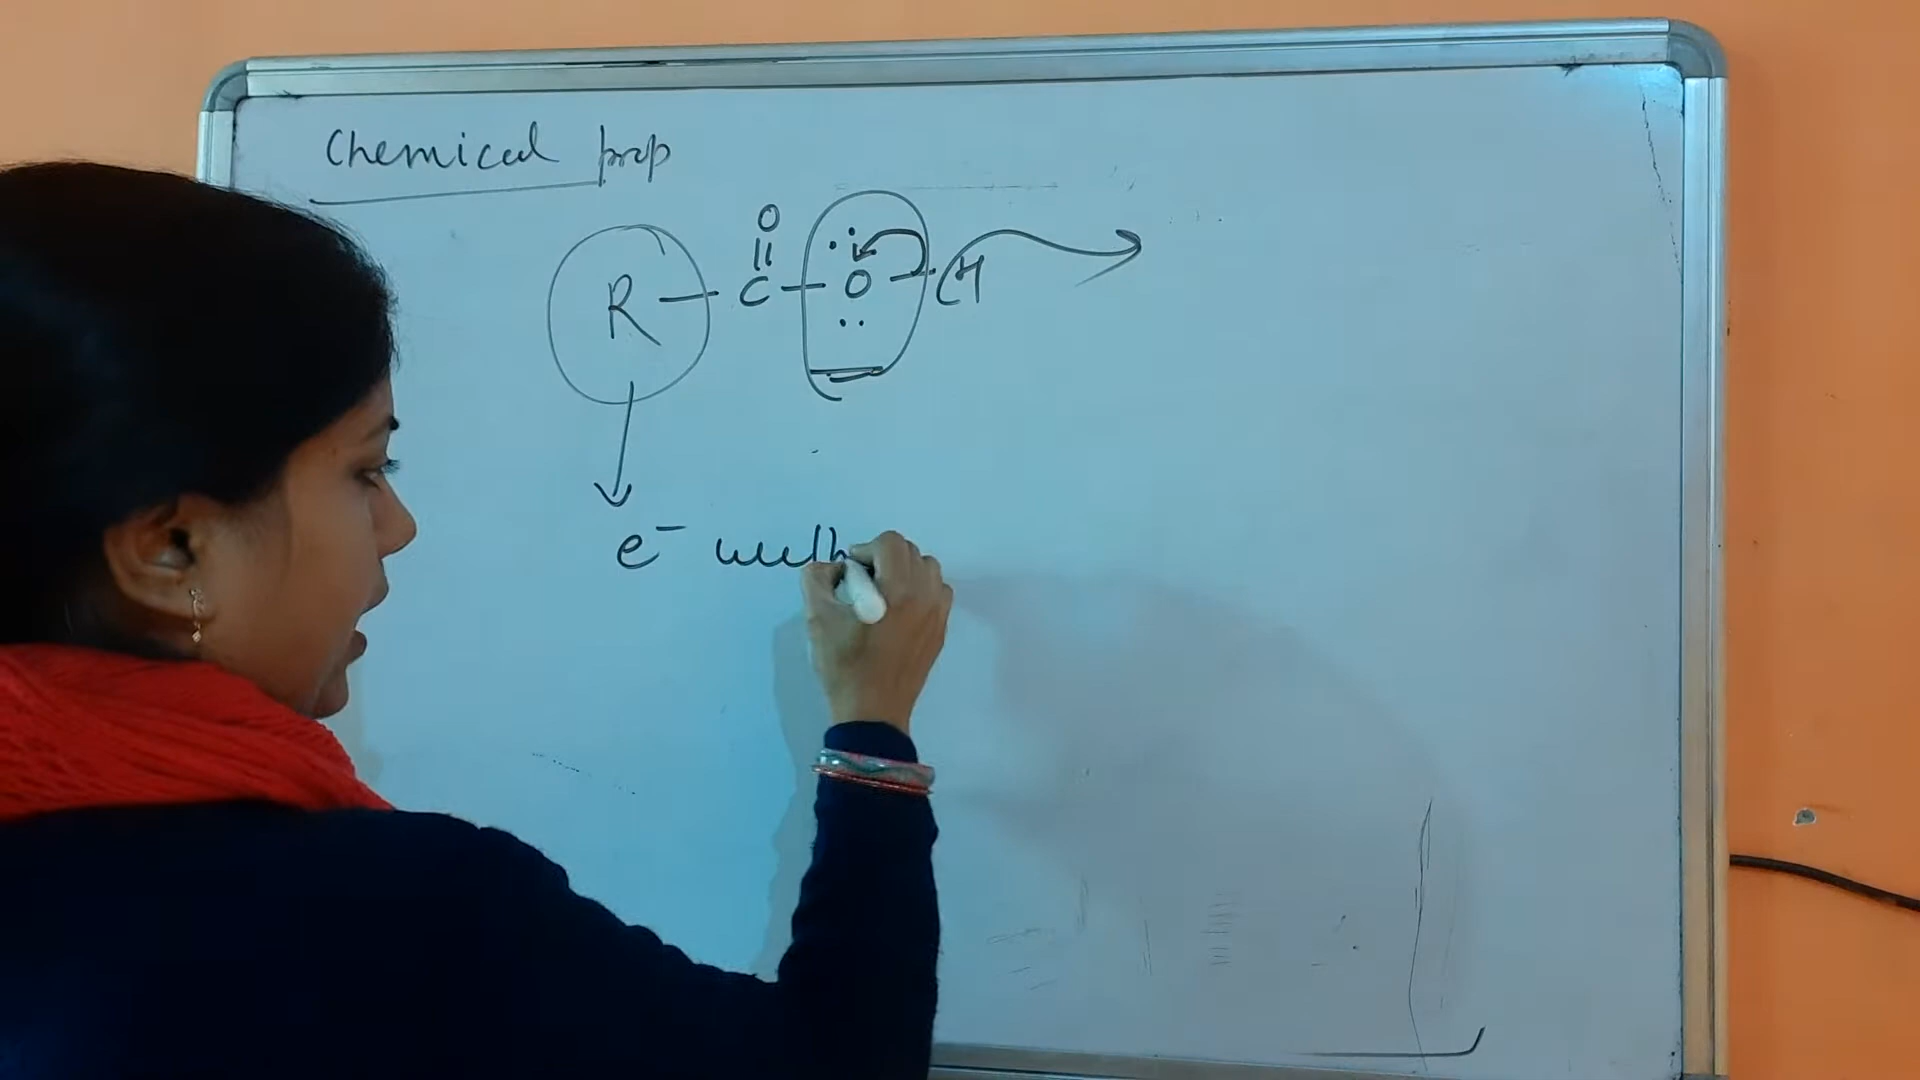 Chemical prop
O
R - C - O - H
e⁻